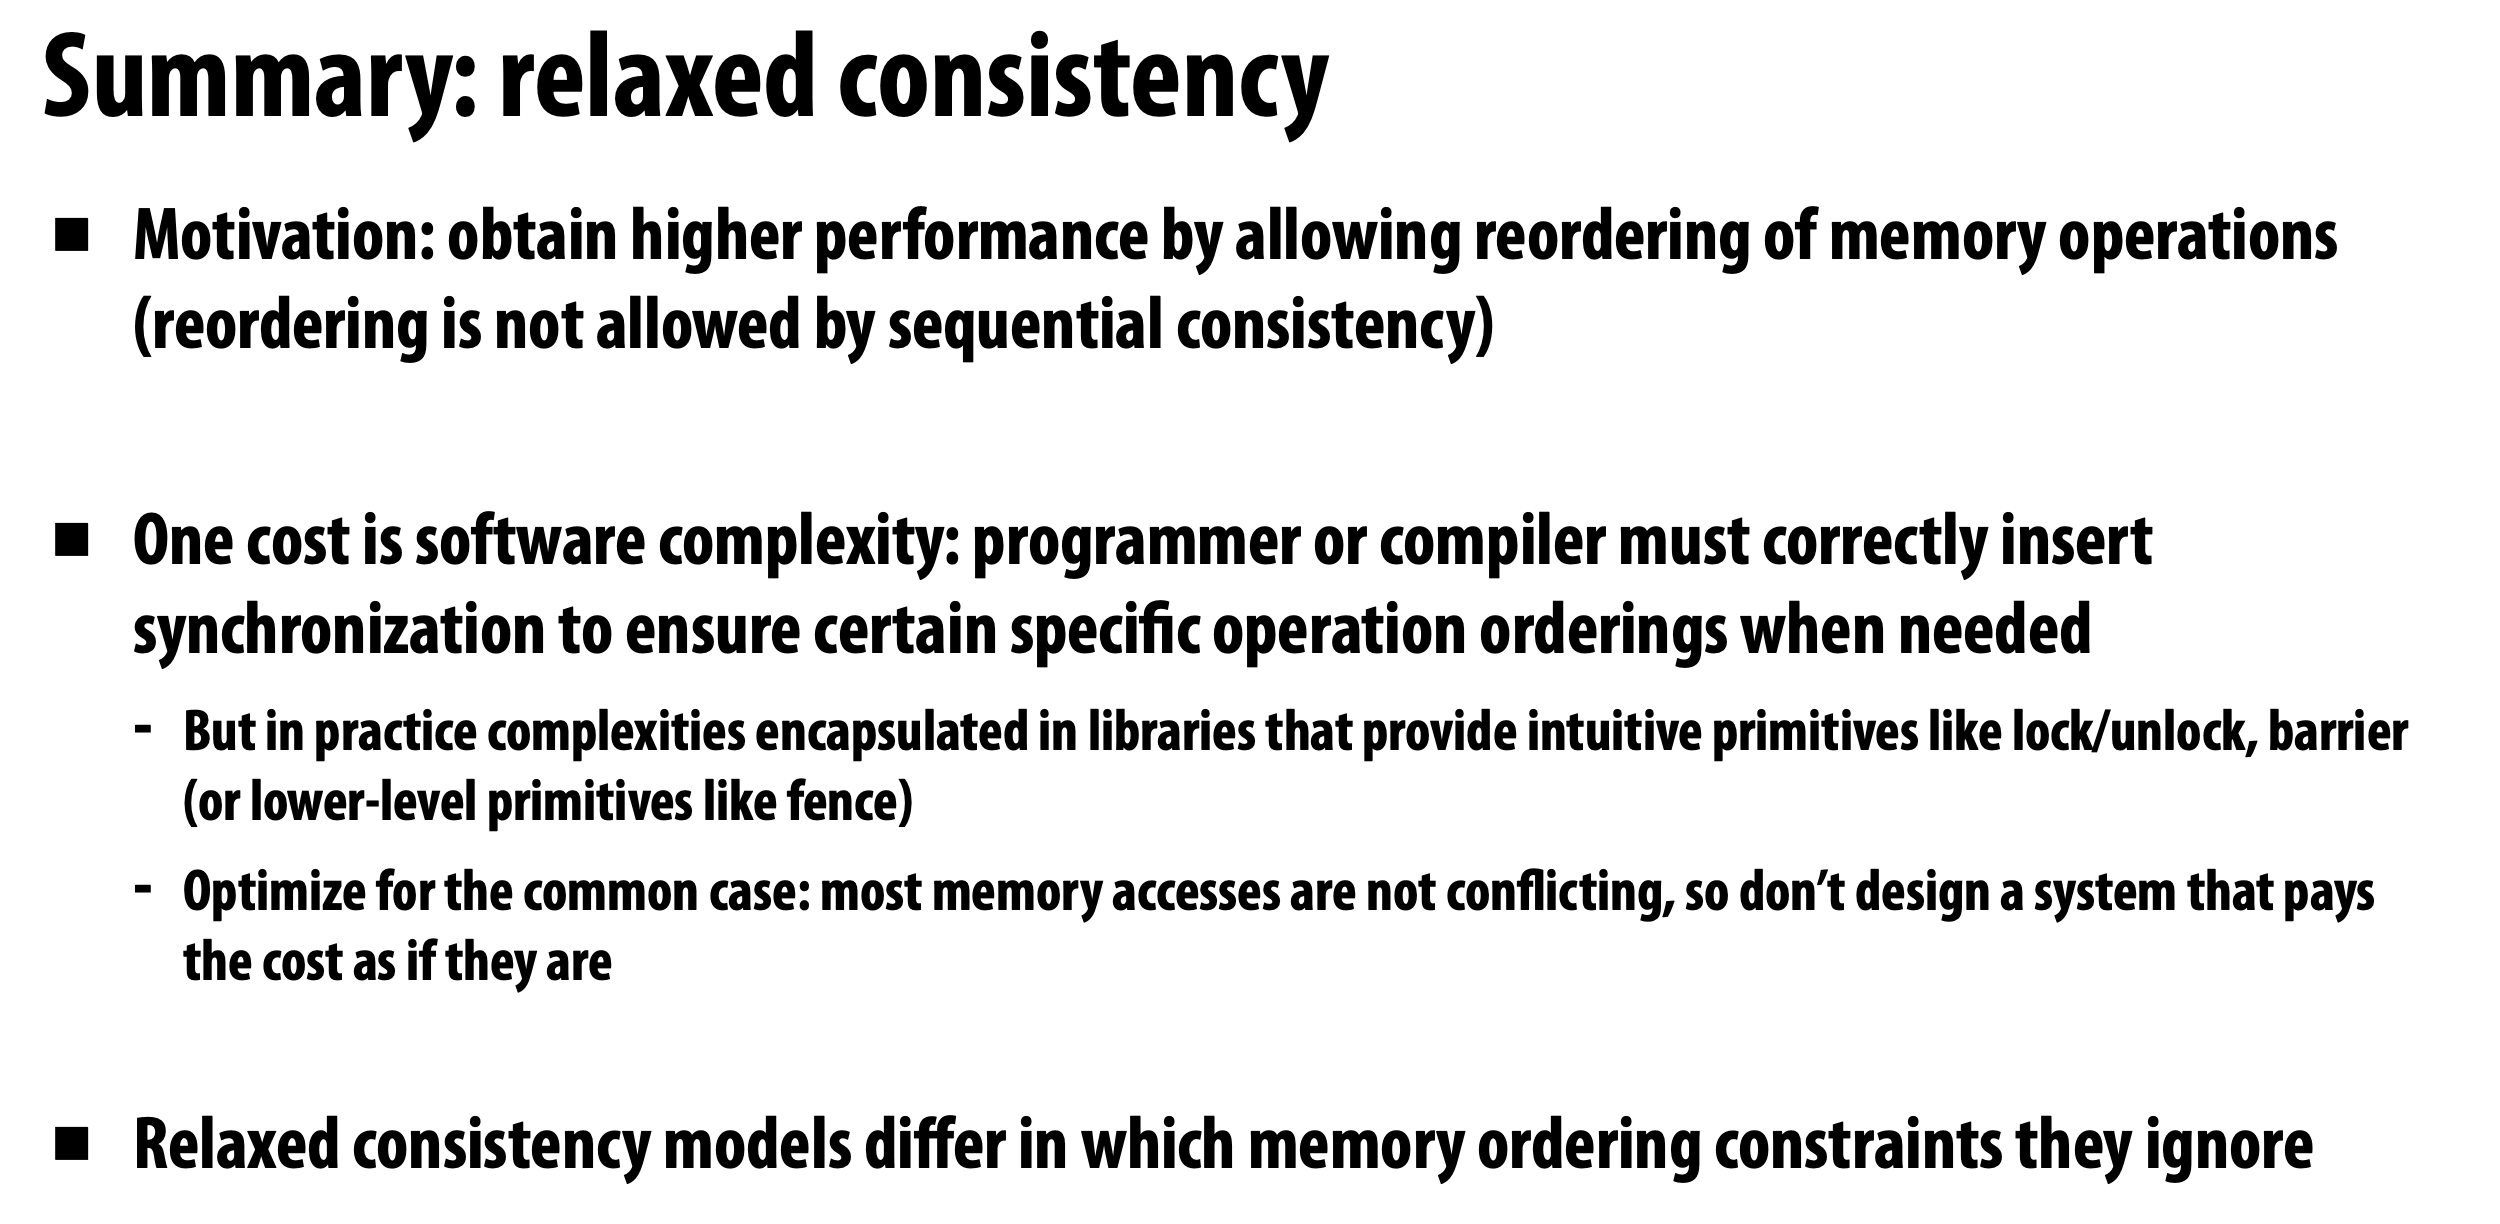 Summary: relaxed consistency
■ Motivation: obtain higher performance by allowing reordering of memory operations
(reordering is not allowed by sequential consistency)
■ One cost is software complexity: programmer or compiler must correctly insert
synchronization to ensure certain specific operation orderings when needed
- But in practice complexities encapsulated in libraries that provide intuitive primitives like lock/unlock, barrier
(or lower-level primitives like fence)
- Optimize for the common case: most memory accesses are not conflicting, so don’t design a system that pays
the cost as if they are
■ Relaxed consistency models differ in which memory ordering constraints they ignore